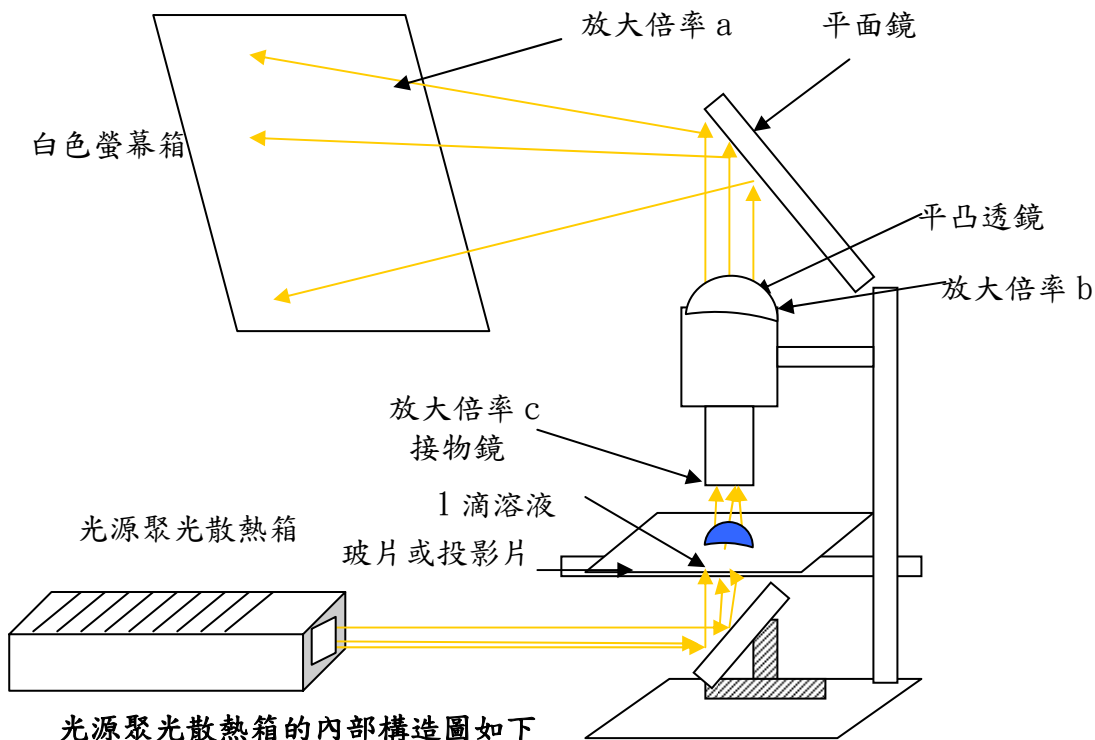 放大倍率 a
平面鏡
白色螢幕箱
平凸透鏡
放大倍率 b
放大倍率 c
接物鏡
1 滴溶液
光源聚光散熱箱
玻片或投影片
光源聚光散熱箱的內部構造圖如下